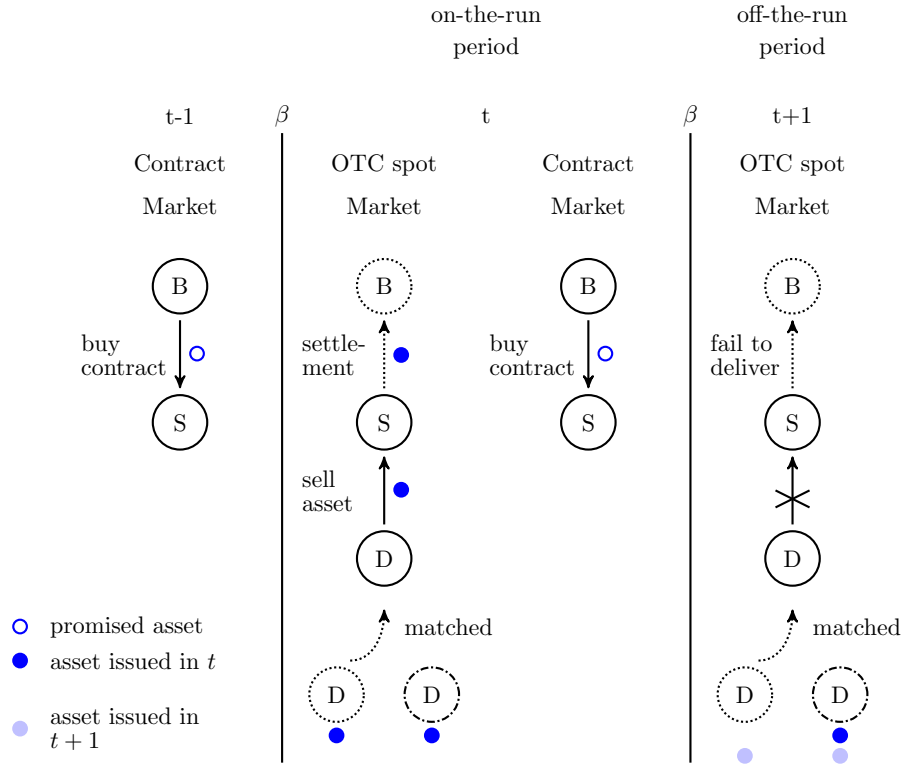 on-the-run
period
off-the-run
period
t-1
β
t
β
t+1
Contract
Market
OTC spot
Market
Contract
Market
OTC spot
Market
B
B
B
B
buy
contract
settle-
ment
buy
contract
fail to
deliver
S
S
S
S
sell
asset
D
D
matched
matched
D
D
D
D
promised asset
asset issued in t
asset issued in
t + 1